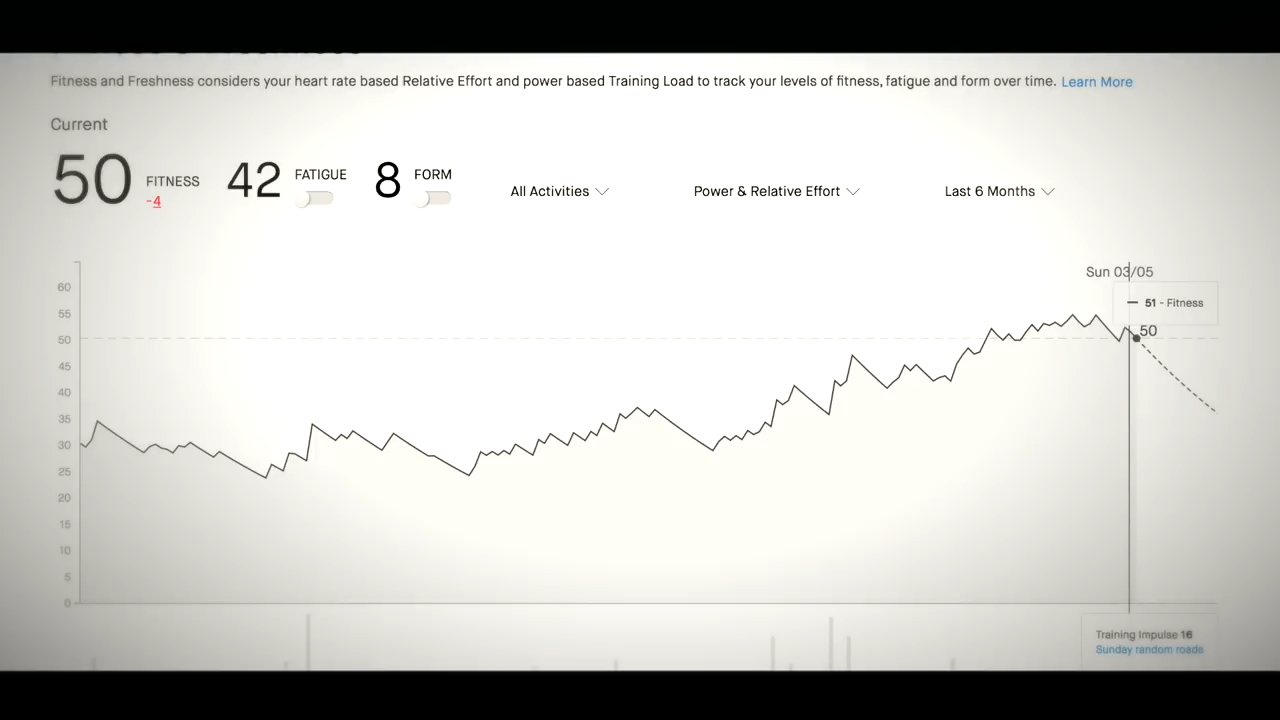 Fitness and Freshness considers your heart rate based Relative Effort and power based Training Load to track your levels of fitness, fatigue and form over time. Learn More
Current
50 FITNESS 42 FATIGUE 8 FORM
-4
All Activities Power & Relative Effort Last 6 Months
Sun 03/05
51 - Fitness
50
60
55
50
45
40
35
30
25
20
15
10
5
0
Training Impulse 16
Sunday random roads